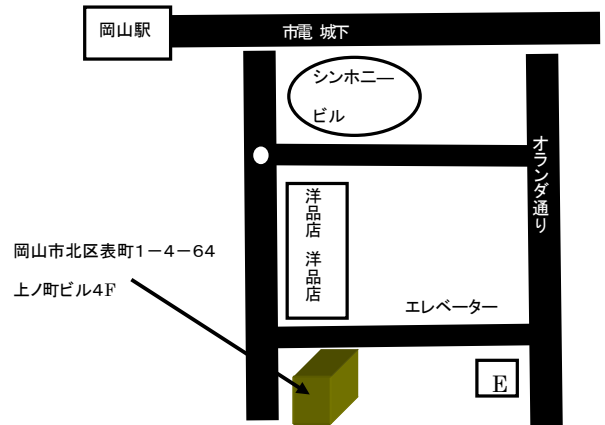 岡山駅
市電 城下
シンホニー
ビル
オランダ通り
洋品店 洋品店
岡山市北区表町1－4－64
上ノ町ビル4F
エレベーター
E